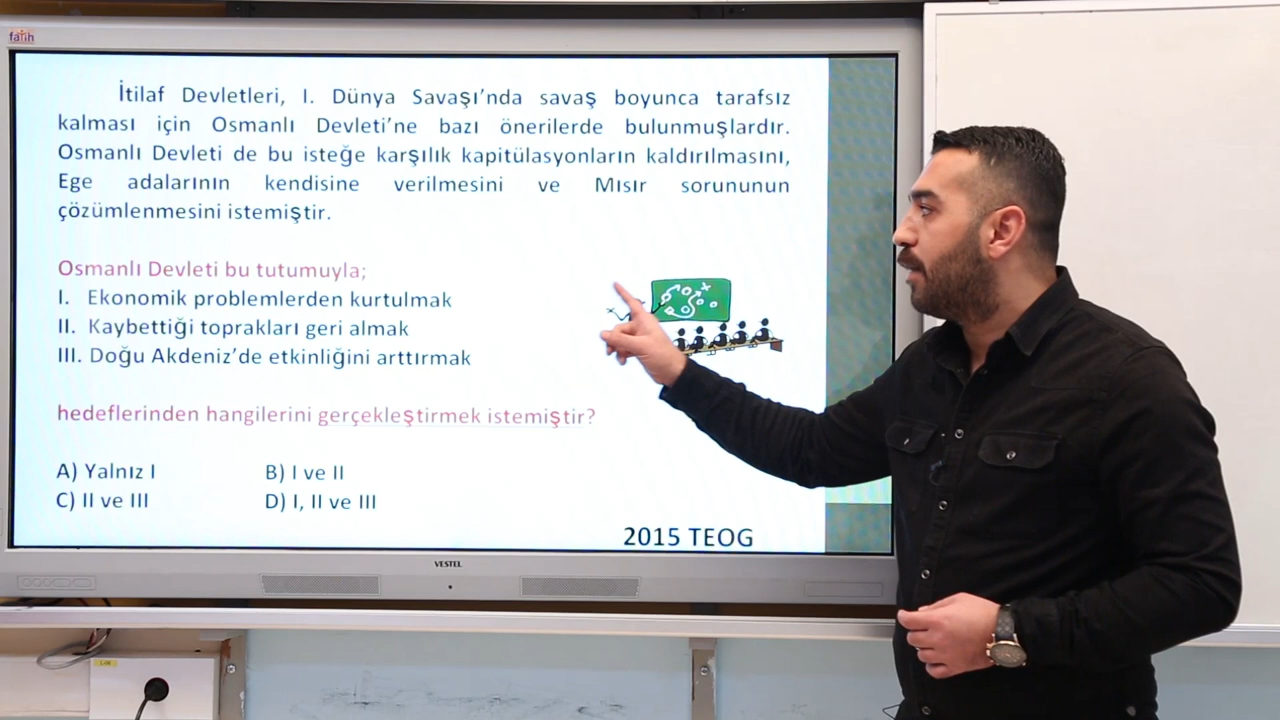 fatih
İtilaf Devletleri, I. Dünya Savaşı'nda savaş boyunca tarafsız
kalması için Osmanlı Devleti'ne bazı önerilerde bulunmuşlardır.
Osmanlı Devleti de bu isteğe karşılık kapitülasyonların kaldırılmasını,
Ege adalarının kendisine verilmesini ve Mısır sorununun
çözümlenmesini istemiştir.
Osmanlı Devleti bu tutumuyla;
I. Ekonomik problemlerden kurtulmak
II. Kaybettiği toprakları geri almak
III. Doğu Akdeniz'de etkinliğini arttırmak
hedeflerinden hangilerini gerçekleştirmek istemiştir?
A) Yalnız I B) I ve II
C) II ve III D) I, II ve III
2015 TEOG
VESTEL